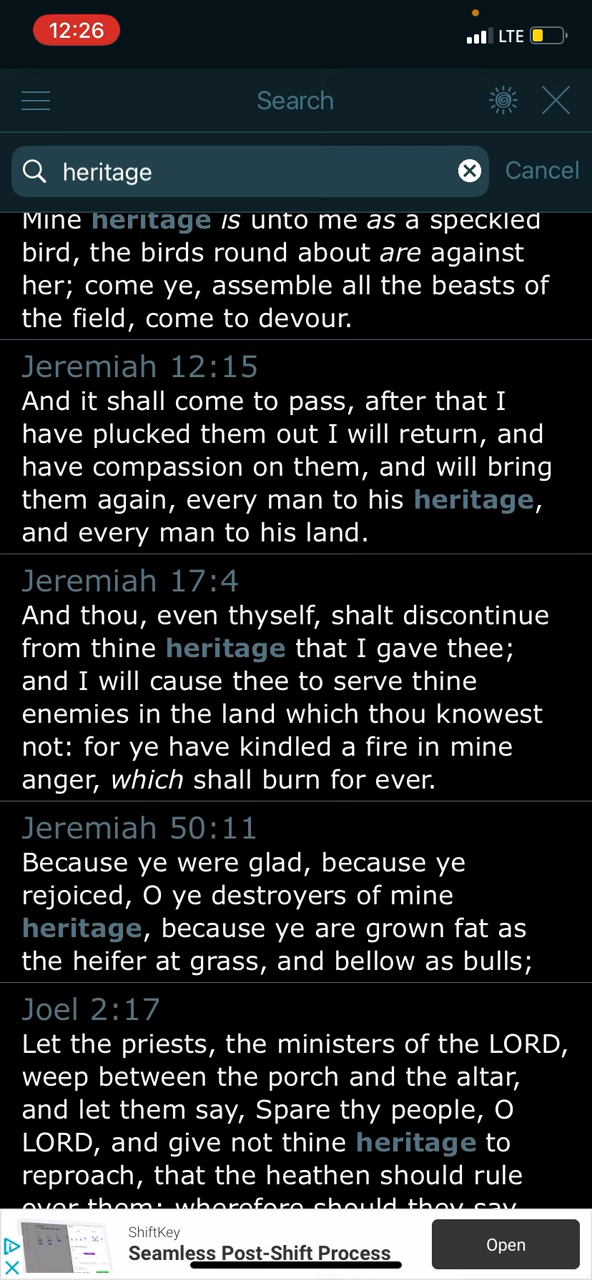 12:26
LTE
Search
heritage
Cancel
Mine heritage is unto me as a speckled
bird, the birds round about are against
her; come ye, assemble all the beasts of
the field, come to devour.
Jeremiah 12:15
And it shall come to pass, after that I
have plucked them out I will return, and
have compassion on them, and will bring
them again, every man to his heritage,
and every man to his land.
Jeremiah 17:4
And thou, even thyself, shalt discontinue
from thine heritage that I gave thee;
and I will cause thee to serve thine
enemies in the land which thou knowest
not: for ye have kindled a fire in mine
anger, which shall burn for ever.
Jeremiah 50:11
Because ye were glad, because ye
rejoiced, O ye destroyers of mine
heritage, because ye are grown fat as
the heifer at grass, and bellow as bulls;
Joel 2:17
Let the priests, the ministers of the LORD,
weep between the porch and the altar,
and let them say, Spare thy people, O
LORD, and give not thine heritage to
reproach, that the heathen should rule
over them: wherefore should they say
ShiftKey
Seamless Post-Shift Process
Open